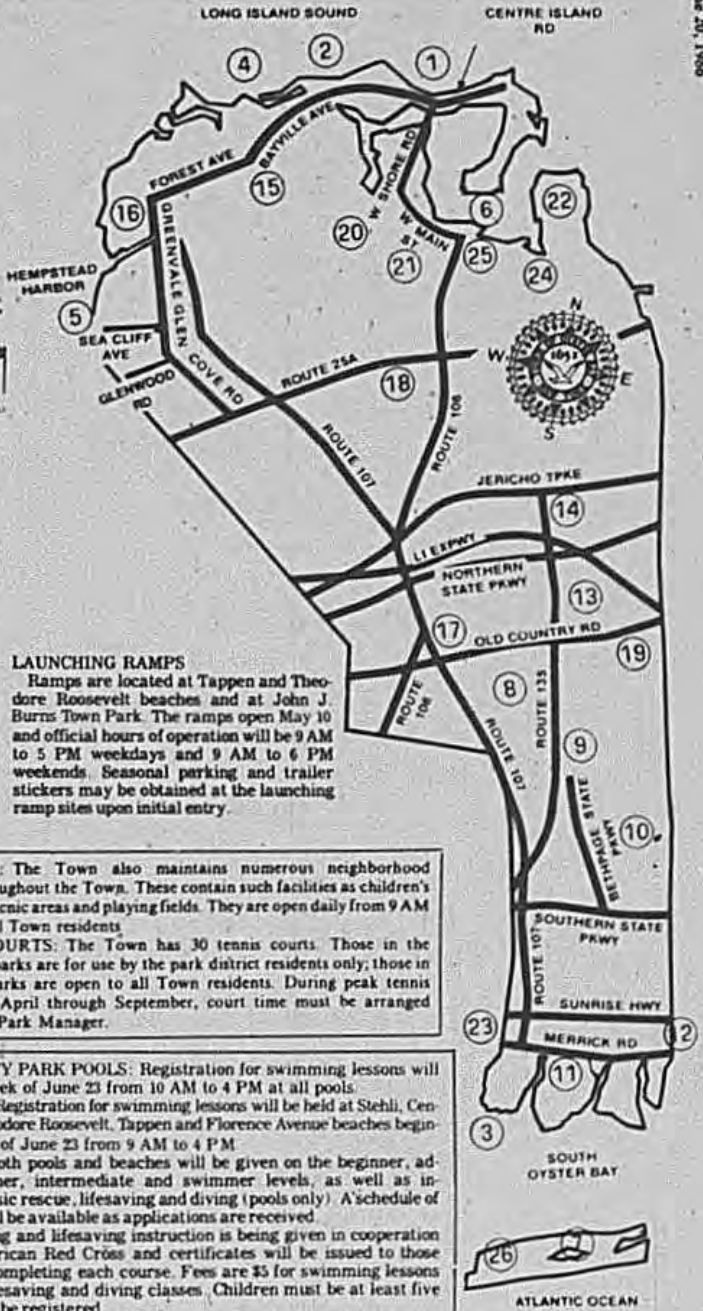 LONG ISLAND SOUND
CENTRE ISLAND
RD
20, 1986
4
2
1
BAYVILLE AVE
FOREST AVE
15
16
W SHORE RD
20
W MAIN
ST
21
6
25
22
24
HEMPSTEAD
HARBOR
5
GREENVALE GLEN COVE RD
SEA CLIFF
AVE
GLENWOOD
RD
ROUTE 25A
18
N
W
E
S
1653
ROUTE 107
ROUTE 106
JERICHO TPKE
14
LI EXPWY
NORTHERN
STATE PKWY
13
17
OLD COUNTRY RD
19
ROUTE 106
8
ROUTE 135
ROUTE 107
9
BETHPAGE STATE
PKWY
10
SOUTHERN STATE
PKWY
ROUTE 107
SUNRISE HWY
23
MERRICK RD
12
11
3
SOUTH
OYSTER BAY
26
7
ATLANTIC OCEAN
LAUNCHING RAMPS
Ramps are located at Tappen and Theo-
dore Roosevelt beaches and at John J.
Burns Town Park. The ramps open May 10
and official hours of operation will be 9 AM
to 5 PM weekdays and 9 AM to 6 PM
weekends. Seasonal parking and trailer
stickers may be obtained at the launching
ramp sites upon initial entry.
: The Town also maintains numerous neighborhood
ughout the Town. These contain such facilities as children's
cnic areas and playing fields. They are open daily from 9 AM
l Town residents
OURTS: The Town has 30 tennis courts. Those in the
arks are for use by the park district residents only; those in
arks are open to all Town residents. During peak tennis
April through September, court time must be arranged
Park Manager.
Y PARK POOLS: Registration for swimming lessons will
ek of June 23 from 10 AM to 4 PM at all pools.
Registration for swimming lessons will be held at Stehli, Cen-
dore Roosevelt, Tappen and Florence Avenue beaches begin-
of June 23 from 9 AM to 4 PM
oth pools and beaches will be given on the beginner, ad-
ner, intermediate and swimmer levels, as well as in-
sic rescue, lifesaving and diving (pools only). A schedule of
l be available as applications are received.
ng and lifesaving instruction is being given in cooperation
rican Red Cross and certificates will be issued to those
ompleting each course. Fees are $5 for swimming lessons
esaving and diving classes. Children must be at least five
be registered